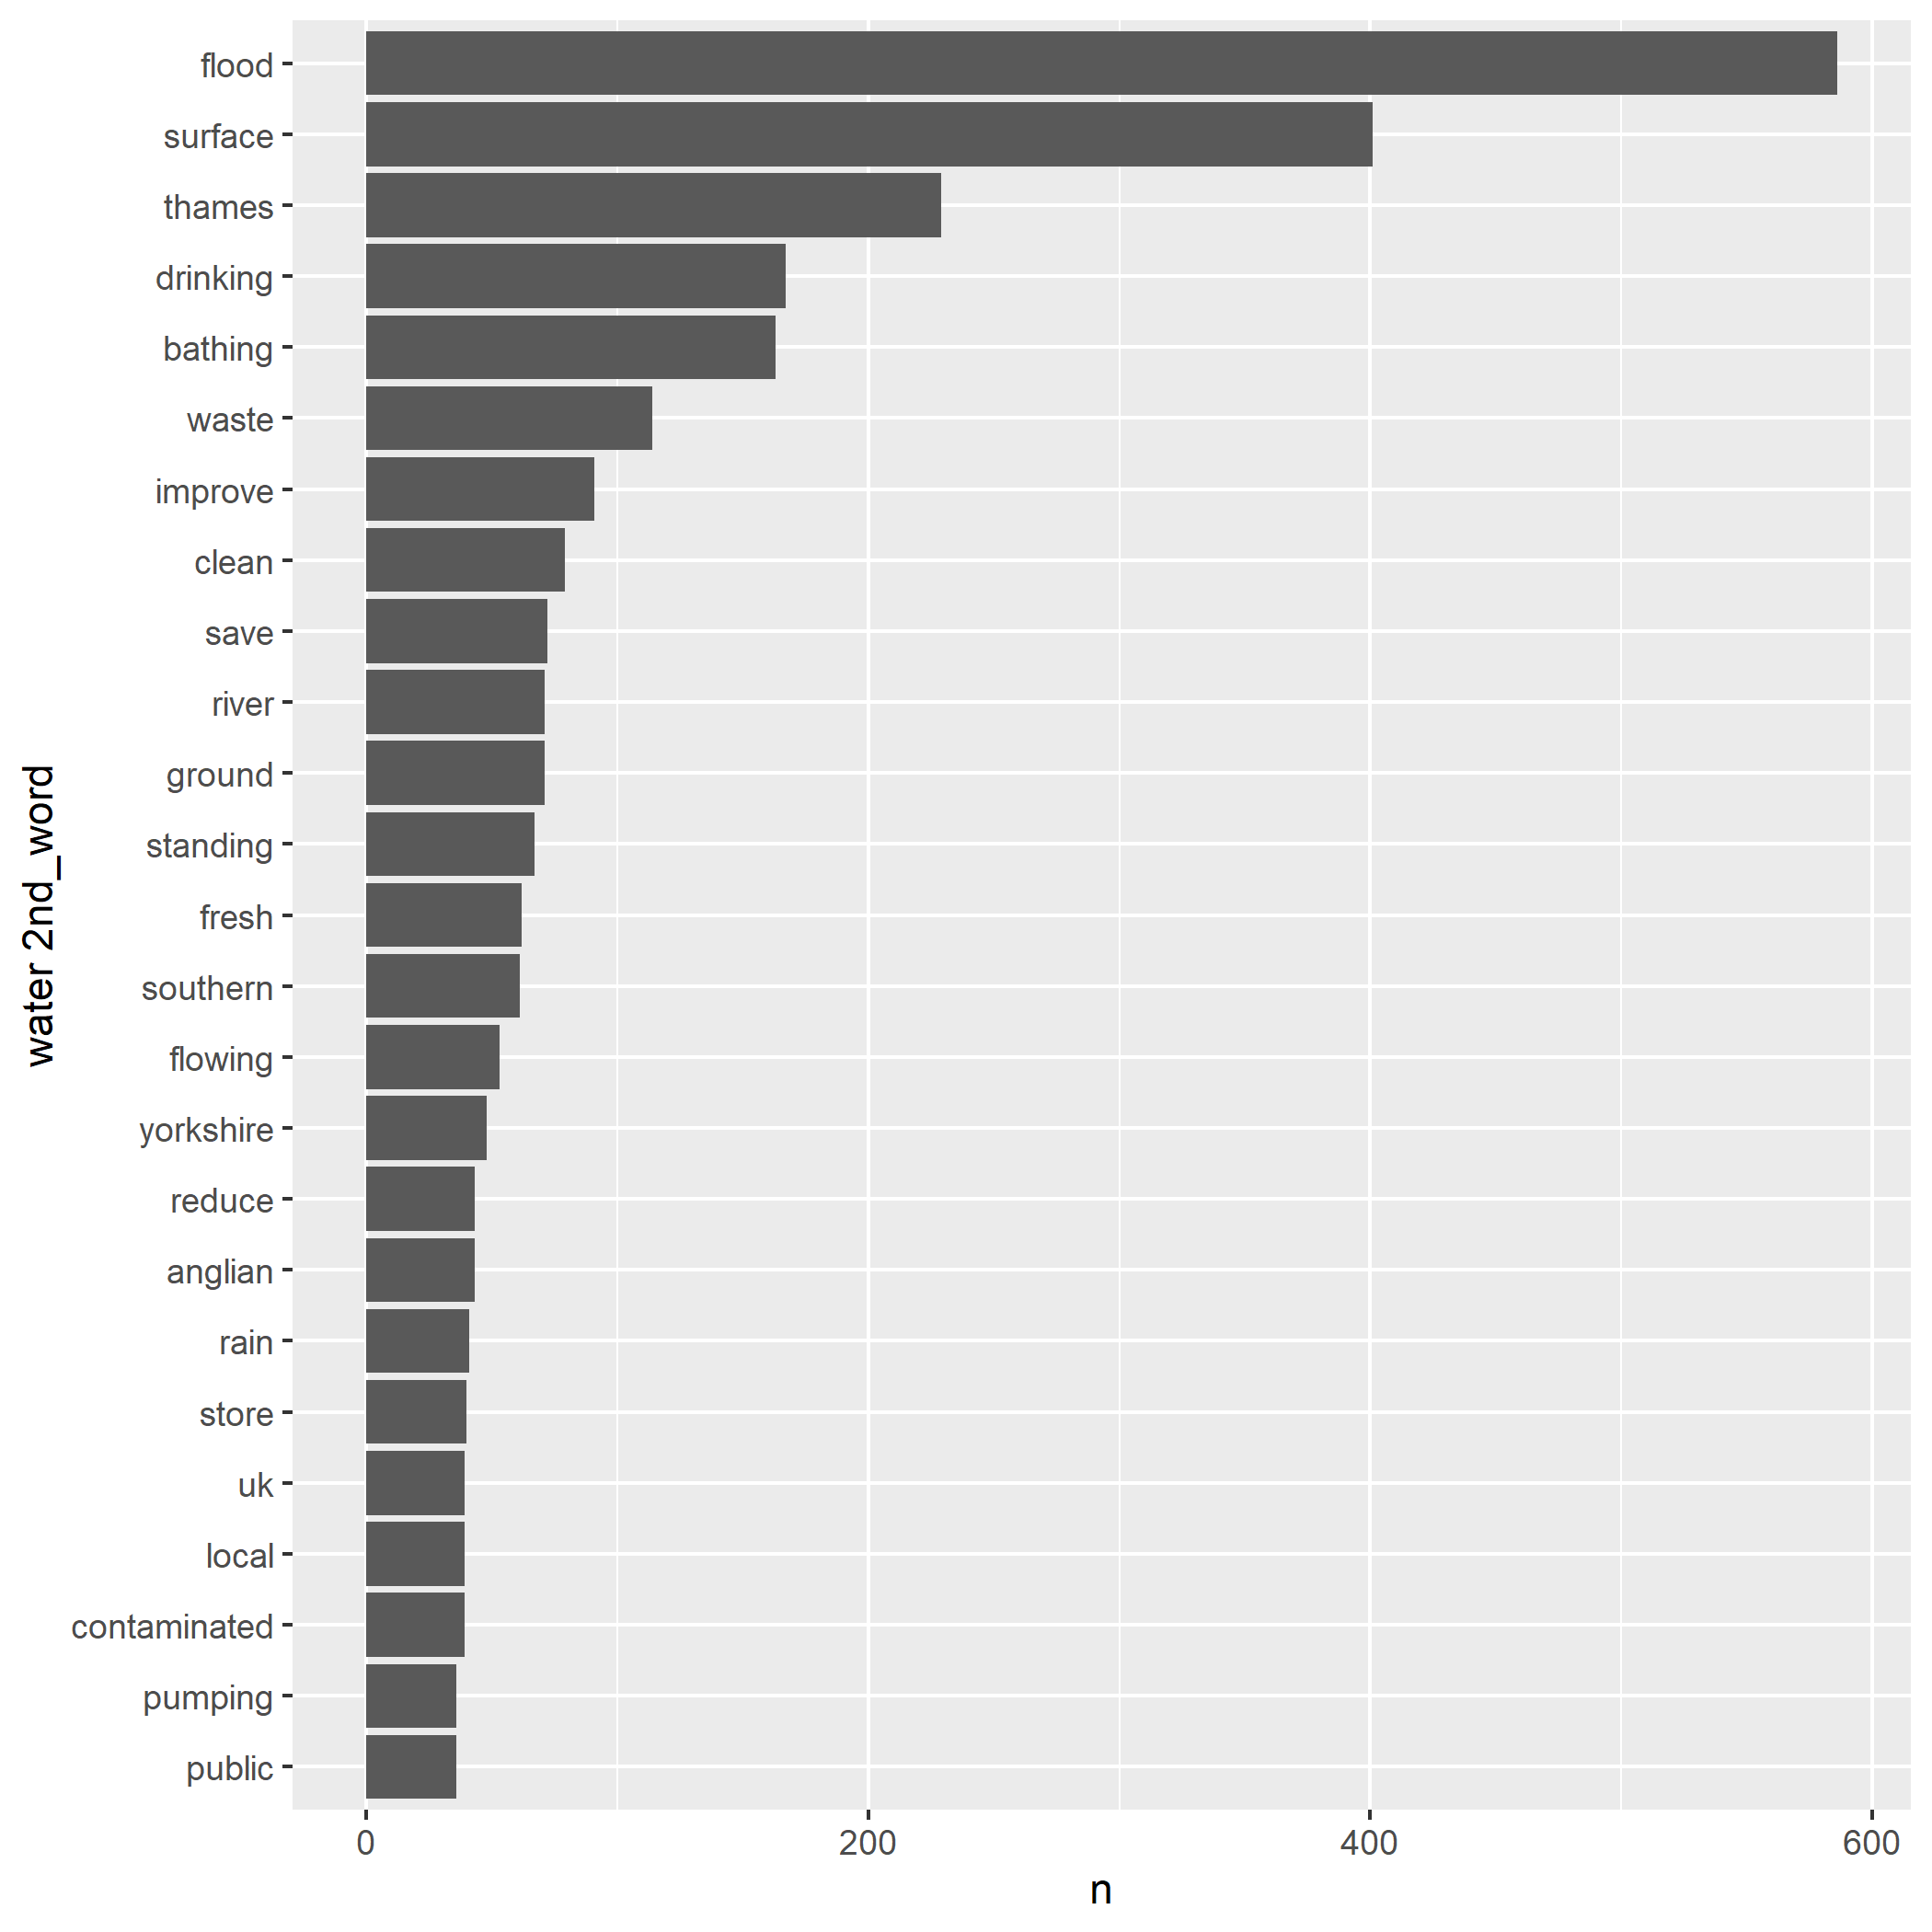 flood
surface
thames
drinking
bathing
waste
improve
clean
save
river
ground
standing
fresh
southern
flowing
yorkshire
reduce
anglian
rain
store
uk
local
contaminated
pumping
public
water 2nd_word
0 200 400 600
n